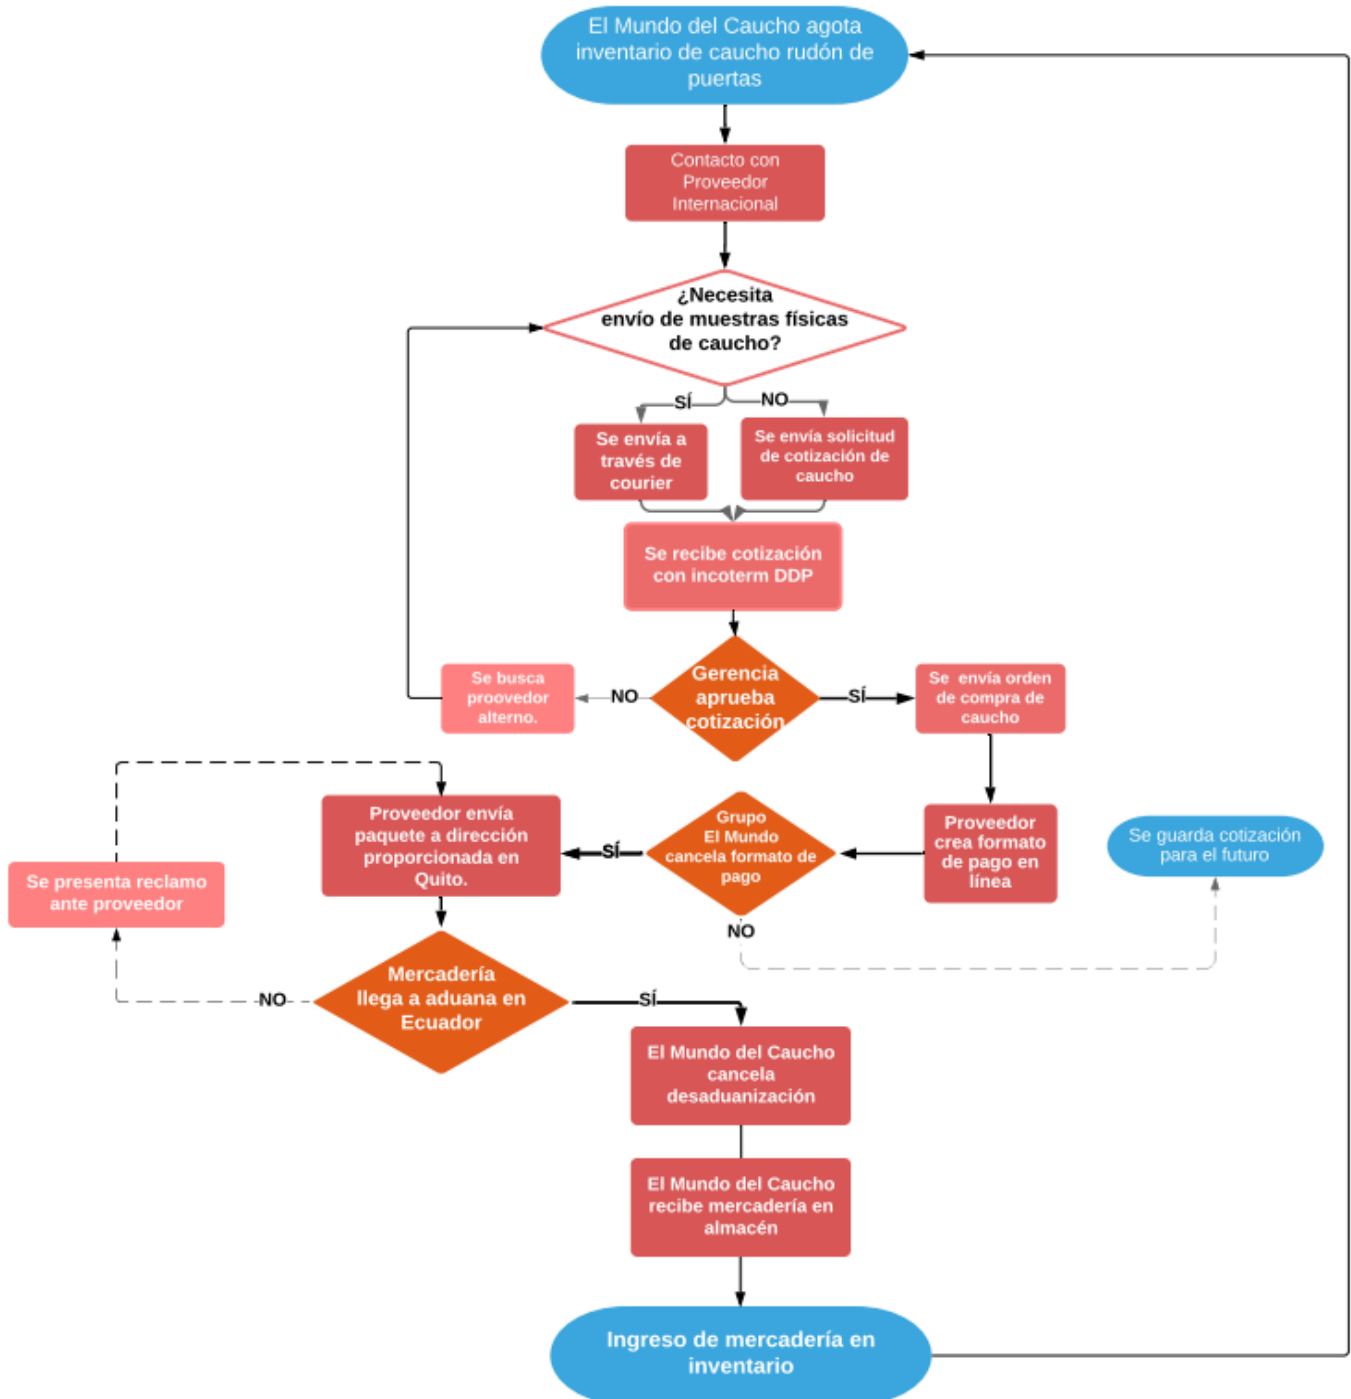 El Mundo del Caucho agota
inventario de caucho rudón de
puertas
Contacto con
Proveedor
Internacional
¿Necesita
envío de muestras físicas
de caucho?
SÍ
NO
Se envía a
través de
courier
Se envía solicitud
de cotización de
caucho
Se recibe cotización
con incoterm DDP
Gerencia
aprueba
cotización
NO
SÍ
Se busca
proovedor
alterno.
Se envía orden
de compra de
caucho
Proveedor
crea formato
de pago en
línea
Grupo
El Mundo
cancela formato de
pago
SÍ
NO
Se guarda cotización
para el futuro
Proveedor envía
paquete a dirección
proporcionada en
Quito.
Se presenta reclamo
ante proveedor
Mercadería
llega a aduana en
Ecuador
NO
SÍ
El Mundo del Caucho
cancela
desaduanización
El Mundo del Caucho
recibe mercadería en
almacén
Ingreso de mercadería en
inventario